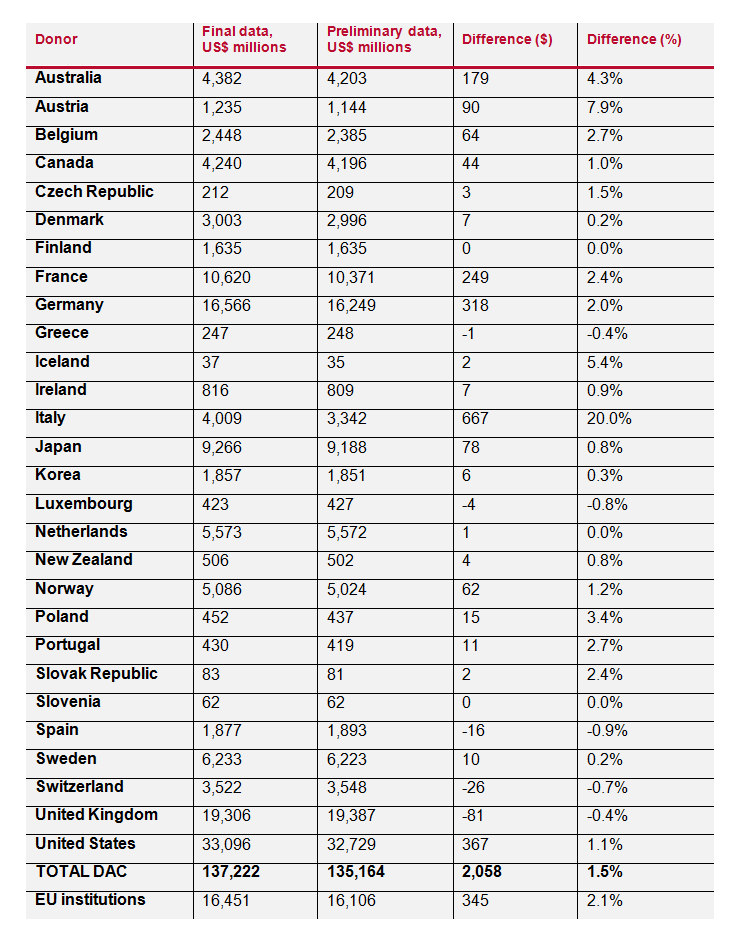 Donor Final data, US$ millions Preliminary data, US$ millions Difference ($) Difference (%)
Australia 4,382 4,203 179 4.3%
Austria 1,235 1,144 90 7.9%
Belgium 2,448 2,385 64 2.7%
Canada 4,240 4,196 44 1.0%
Czech Republic 212 209 3 1.5%
Denmark 3,003 2,996 7 0.2%
Finland 1,635 1,635 0 0.0%
France 10,620 10,371 249 2.4%
Germany 16,566 16,249 318 2.0%
Greece 247 248 -1 -0.4%
Iceland 37 35 2 5.4%
Ireland 816 809 7 0.9%
Italy 4,009 3,342 667 20.0%
Japan 9,266 9,188 78 0.8%
Korea 1,857 1,851 6 0.3%
Luxembourg 423 427 -4 -0.8%
Netherlands 5,573 5,572 1 0.0%
New Zealand 506 502 4 0.8%
Norway 5,086 5,024 62 1.2%
Poland 452 437 15 3.4%
Portugal 430 419 11 2.7%
Slovak Republic 83 81 2 2.4%
Slovenia 62 62 0 0.0%
Spain 1,877 1,893 -16 -0.9%
Sweden 6,233 6,223 10 0.2%
Switzerland 3,522 3,548 -26 -0.7%
United Kingdom 19,306 19,387 -81 -0.4%
United States 33,096 32,729 367 1.1%
TOTAL DAC 137,222 135,164 2,058 1.5%
EU institutions 16,451 16,106 345 2.1%